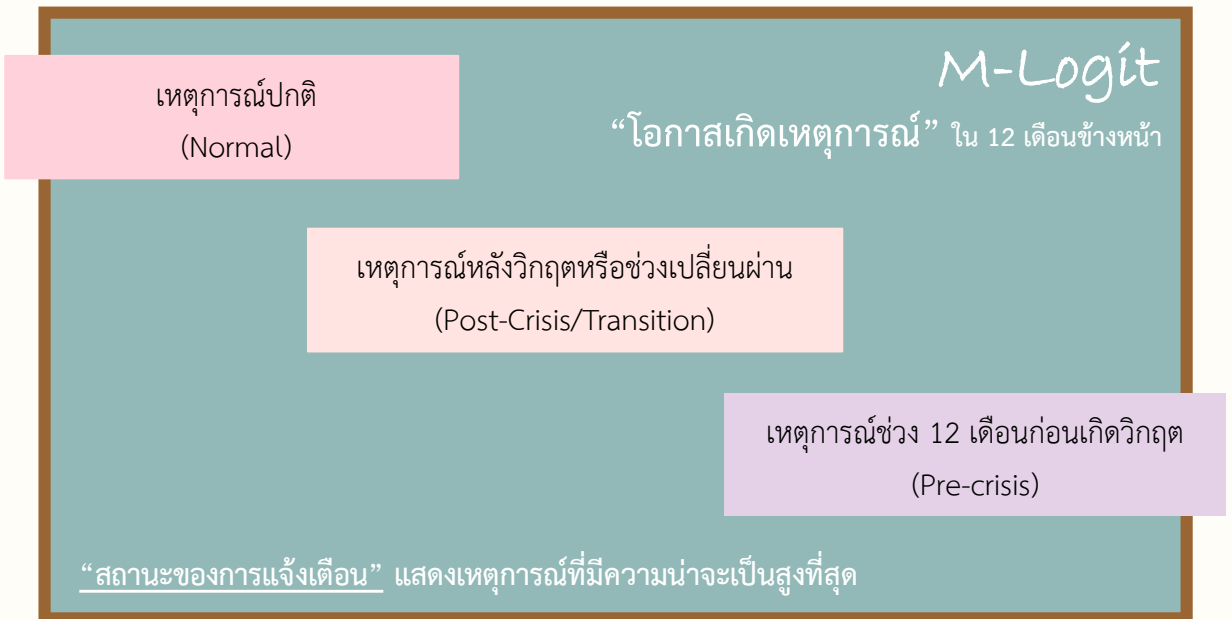 M-Logit
“โอกาสเกิดเหตุการณ์” ใน 12 เดือนข้างหน้า
เหตุการณ์ปกติ
(Normal)
เหตุการณ์หลังวิกฤตหรือช่วงเปลี่ยนผ่าน
(Post-Crisis/Transition)
เหตุการณ์ช่วง 12 เดือนก่อนเกิดวิกฤต
(Pre-crisis)
“สถานะของการแจ้งเตือน” แสดงเหตุการณ์ที่มีความน่าจะเป็นสูงที่สุด